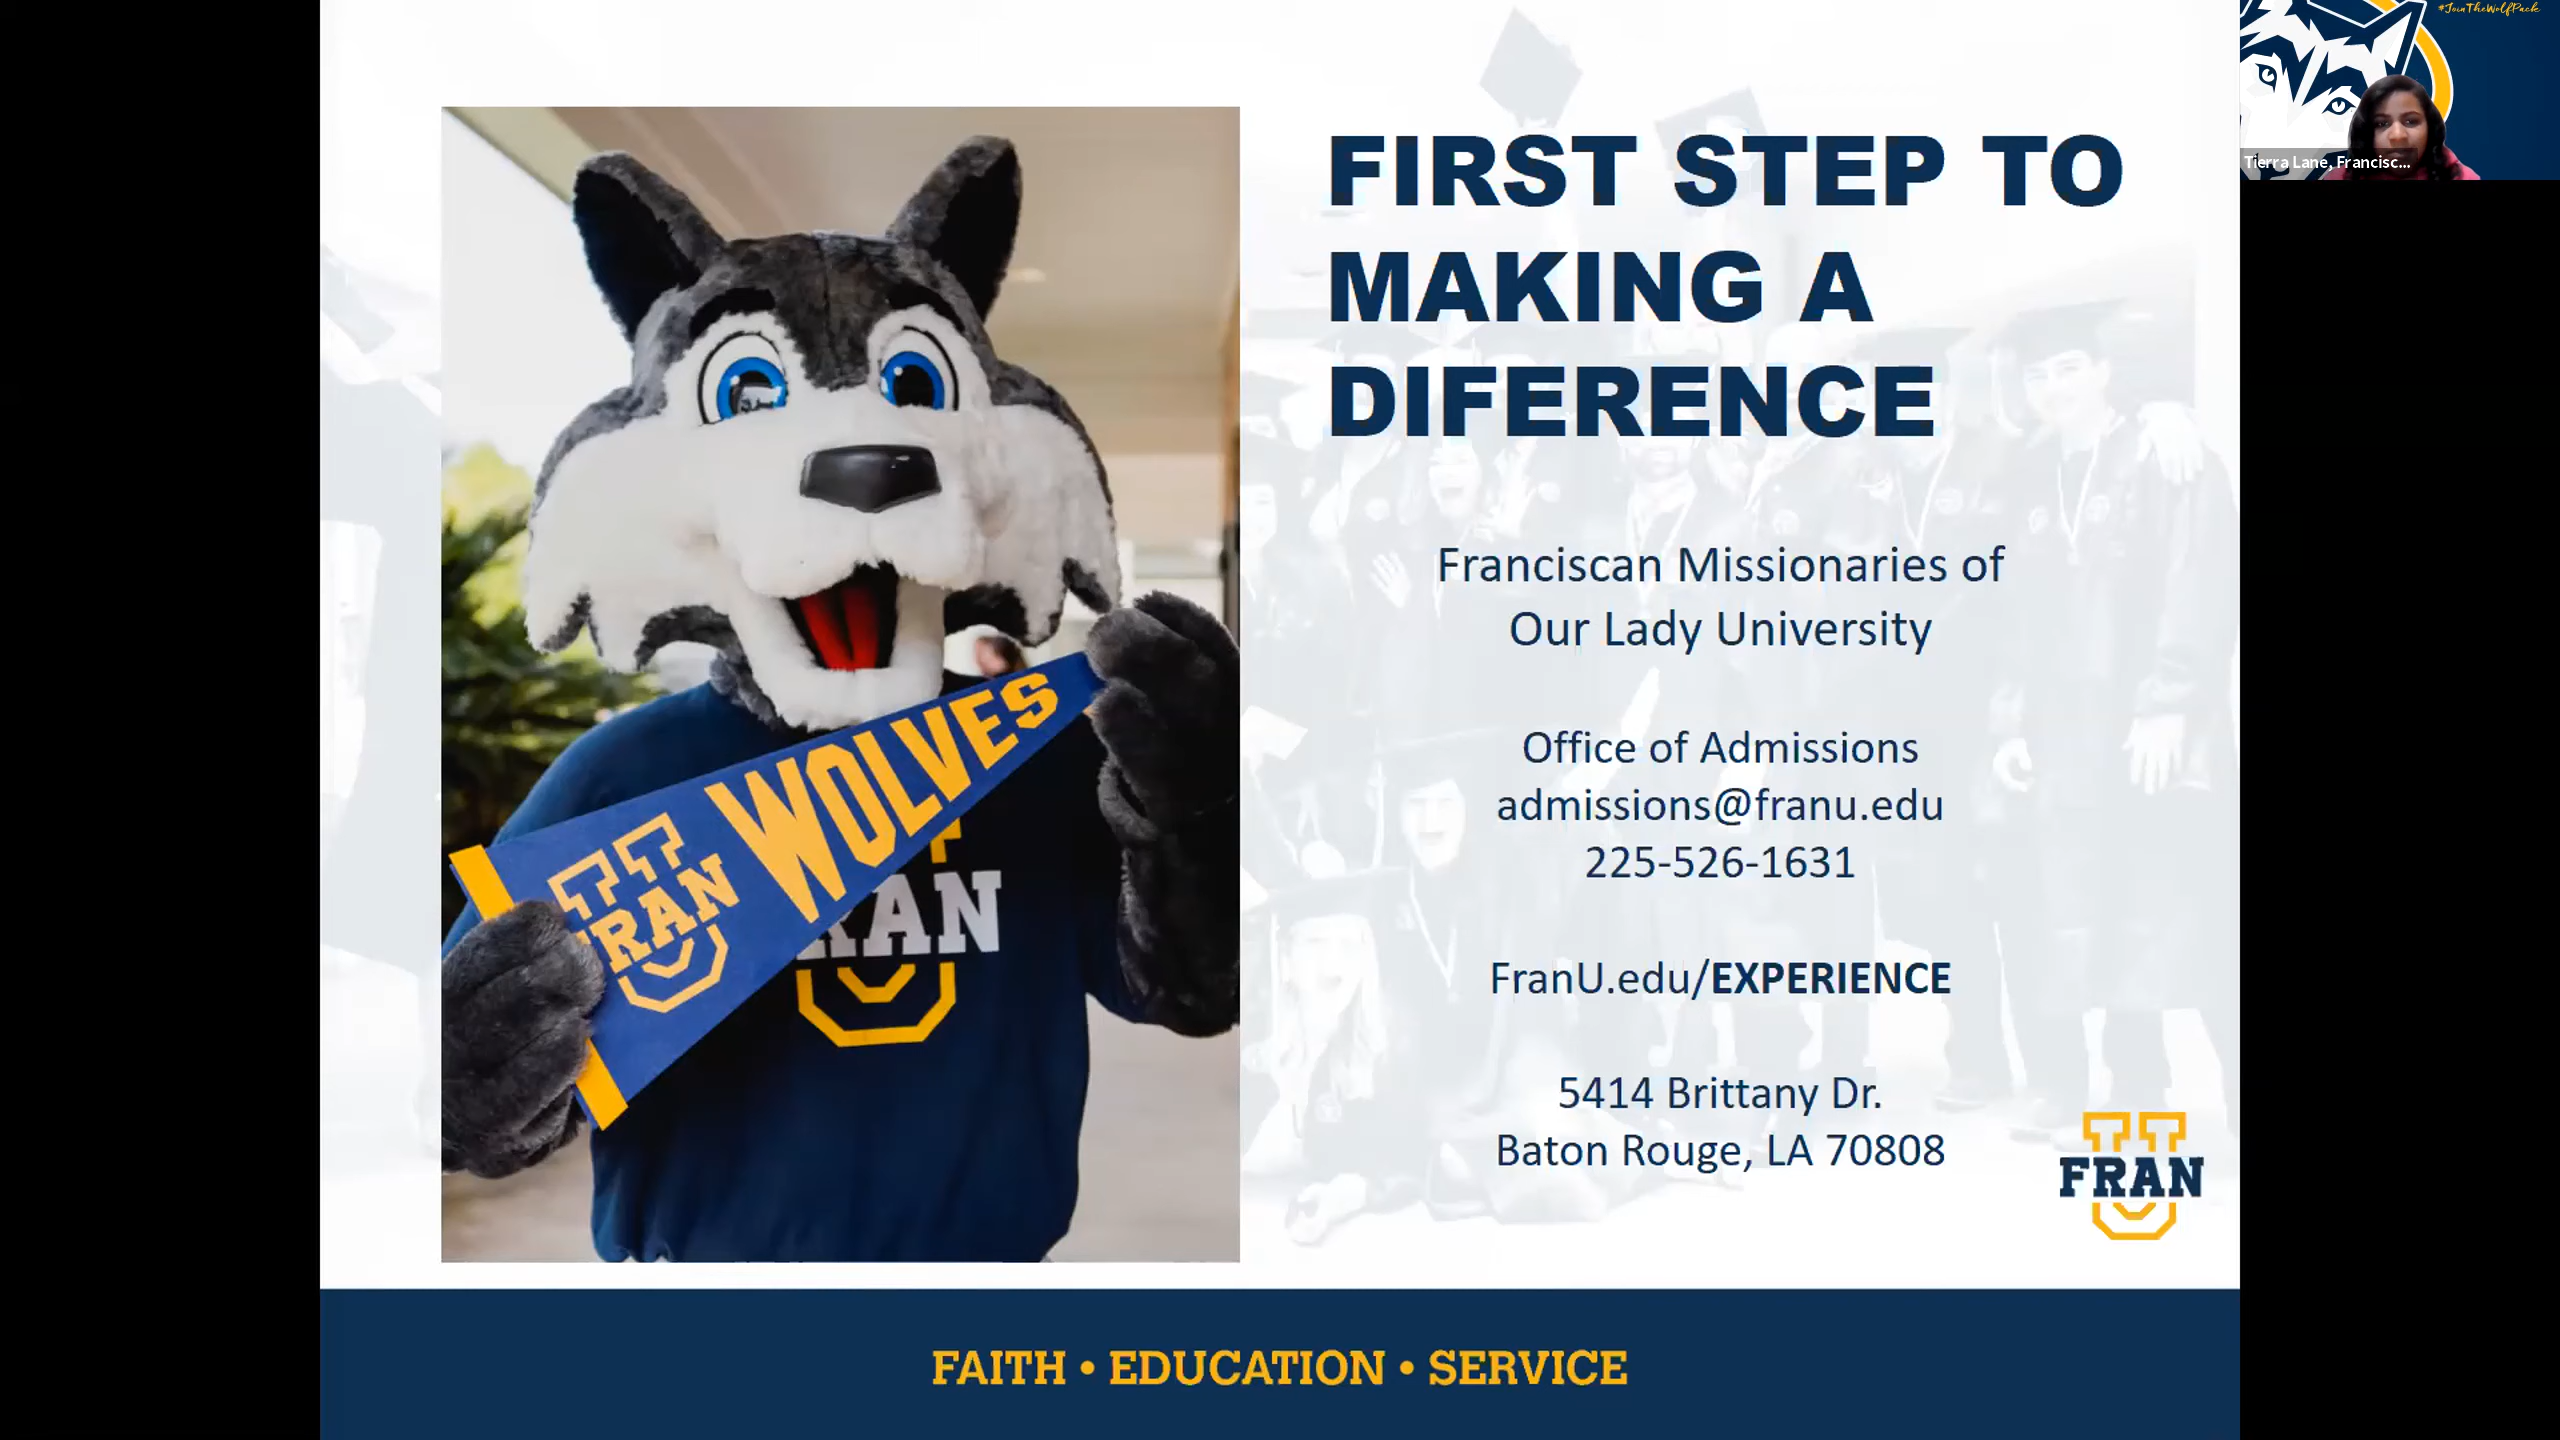 #JoinTheWolfPack
Tierra Lane, Francisc...
FIRST STEP TO
MAKING A
DIFERENCE
Franciscan Missionaries of
Our Lady University
Office of Admissions
admissions@franu.edu
225-526-1631
FranU.edu/EXPERIENCE
5414 Brittany Dr.
Baton Rouge, LA 70808
U
FRAN
WOLVES
U
RAN
U
FRAN
FAITH • EDUCATION • SERVICE